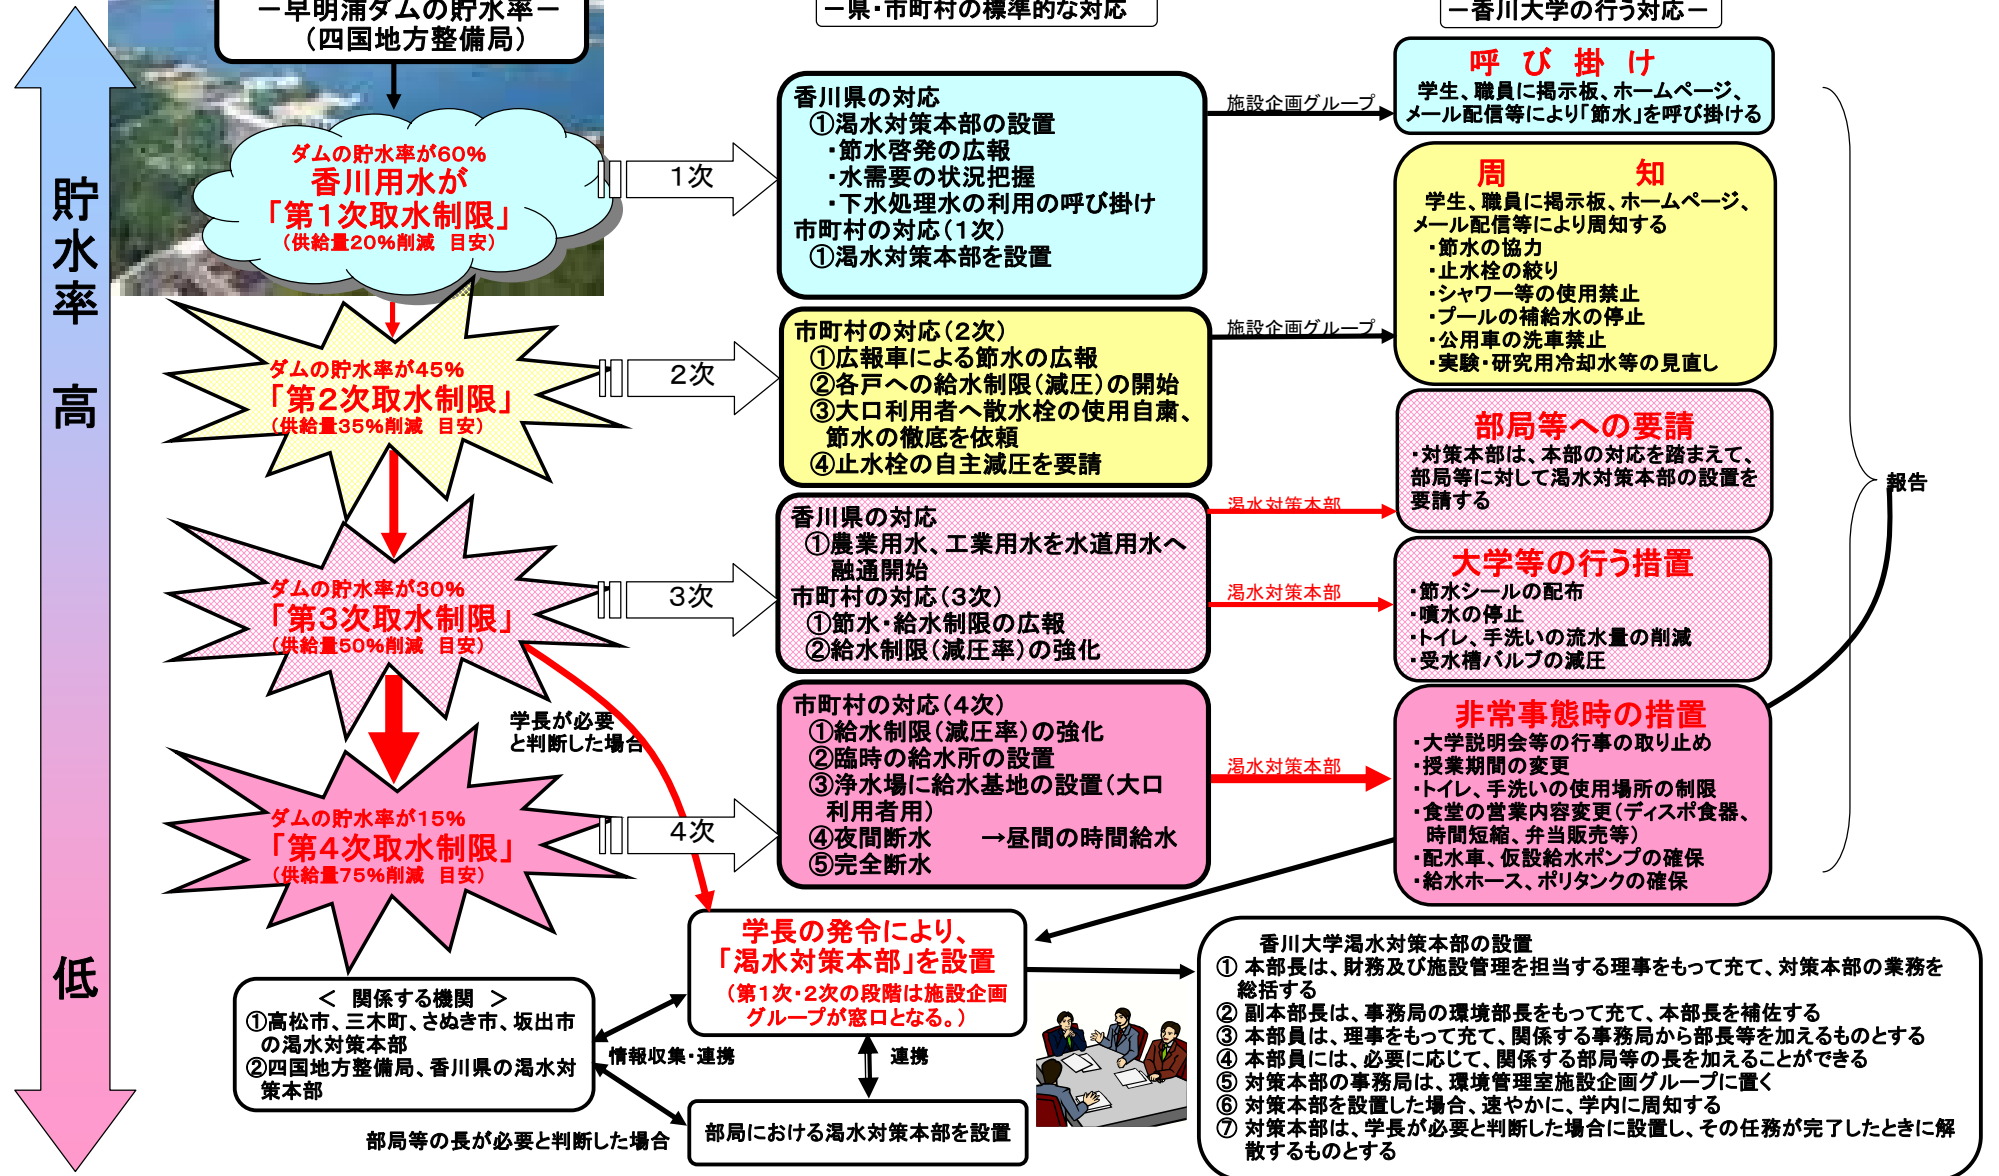 －早明浦ダムの貯水率－
（四国地方整備局）
－県・市町村の標準的な対応
－香川大学の行う対応－
貯水率　高
低
ダムの貯水率が60%
香川用水が
「第1次取水制限」
（供給量20%削減　目安）
1次
香川県の対応
①渇水対策本部の設置
・節水啓発の広報
・水需要の状況把握
・下水処理水の利用の呼び掛け
市町村の対応（1次）
①渇水対策本部を設置
施設企画グループ
呼 び 掛 け
学生、職員に掲示板、ホームページ、
メール配信等により「節水」を呼び掛ける
ダムの貯水率が45%
「第2次取水制限」
（供給量35%削減　目安）
2次
市町村の対応（2次）
①広報車による節水の広報
②各戸への給水制限（減圧）の開始
③大口利用者へ散水栓の使用自粛、
節水の徹底を依頼
④止水栓の自主減圧を要請
施設企画グループ
周　　　知
学生、職員に掲示板、ホームページ、
メール配信等により周知する
・節水の協力
・止水栓の絞り
・シャワー等の使用禁止
・プールの補給水の停止
・公用車の洗車禁止
・実験・研究用冷却水等の見直し
ダムの貯水率が30%
「第3次取水制限」
（供給量50%削減　目安）
3次
香川県の対応
①農業用水、工業用水を水道用水へ
融通開始
市町村の対応（3次）
①節水・給水制限の広報
②給水制限（減圧率）の強化
渇水対策本部
部局等への要請
・対策本部は、本部の対応を踏まえて、
部局等に対して渇水対策本部の設置を
要請する
渇水対策本部
大学等の行う措置
・節水シールの配布
・噴水の停止
・トイレ、手洗いの流水量の削減
・受水槽バルブの減圧
報告
学長が必要
と判断した場合
ダムの貯水率が15%
「第4次取水制限」
（供給量75%削減　目安）
4次
市町村の対応（4次）
①給水制限（減圧率）の強化
②臨時の給水所の設置
③浄水場に給水基地の設置（大口
利用者用）
④夜間断水　　→昼間の時間給水
⑤完全断水
渇水対策本部
非常事態時の措置
・大学説明会等の行事の取り止め
・授業期間の変更
・トイレ、手洗いの使用場所の制限
・食堂の営業内容変更（ディスポ食器、
時間短縮、弁当販売等）
・配水車、仮設給水ポンプの確保
・給水ホース、ポリタンクの確保
学長の発令により、
「渇水対策本部」を設置
（第1次・2次の段階は施設企画
グループが窓口となる。）
＜ 関係する機関 ＞
①高松市、三木町、さぬき市、坂出市
の渇水対策本部
②四国地方整備局、香川県の渇水対
策本部
情報収集・連携
連携
部局等の長が必要と判断した場合
部局における渇水対策本部を設置
香川大学渇水対策本部の設置
① 本部長は、財務及び施設管理を担当する理事をもって充て、対策本部の業務を
総括する
② 副本部長は、事務局の環境部長をもって充て、本部長を補佐する
③ 本部員は、理事をもって充て、関係する事務局から部長等を加えるものとする
④ 本部員には、必要に応じて、関係する部局等の長を加えることができる
⑤ 対策本部の事務局は、環境管理室施設企画グループに置く
⑥ 対策本部を設置した場合、速やかに、学内に周知する
⑦ 対策本部は、学長が必要と判断した場合に設置し、その任務が完了したときに解
散するものとする